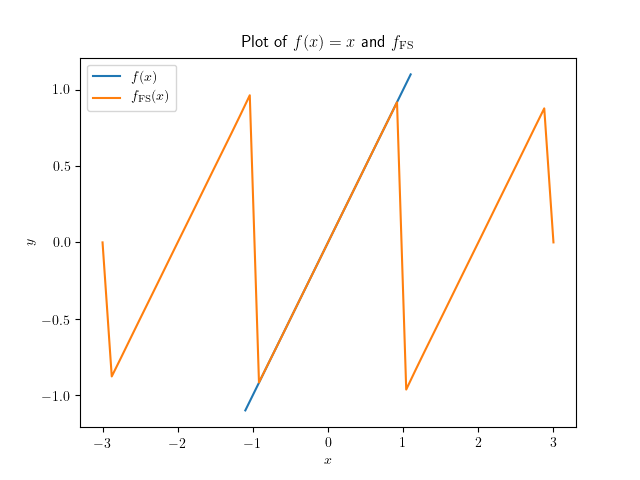 Plot of f(x) = x and f_FS
f(x)
f_FS(x)
1.0
0.5
0.0
−0.5
−1.0
y
−3 −2 −1 0 1 2 3
x